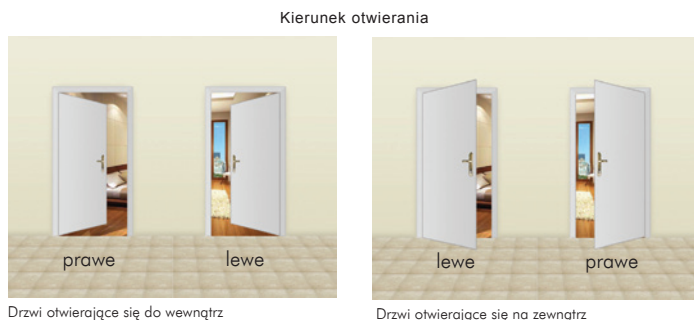 Kierunek otwierania
prawe
lewe
lewe
prawe
Drzwi otwierające się do wewnątrz
Drzwi otwierające się na zewnątrz